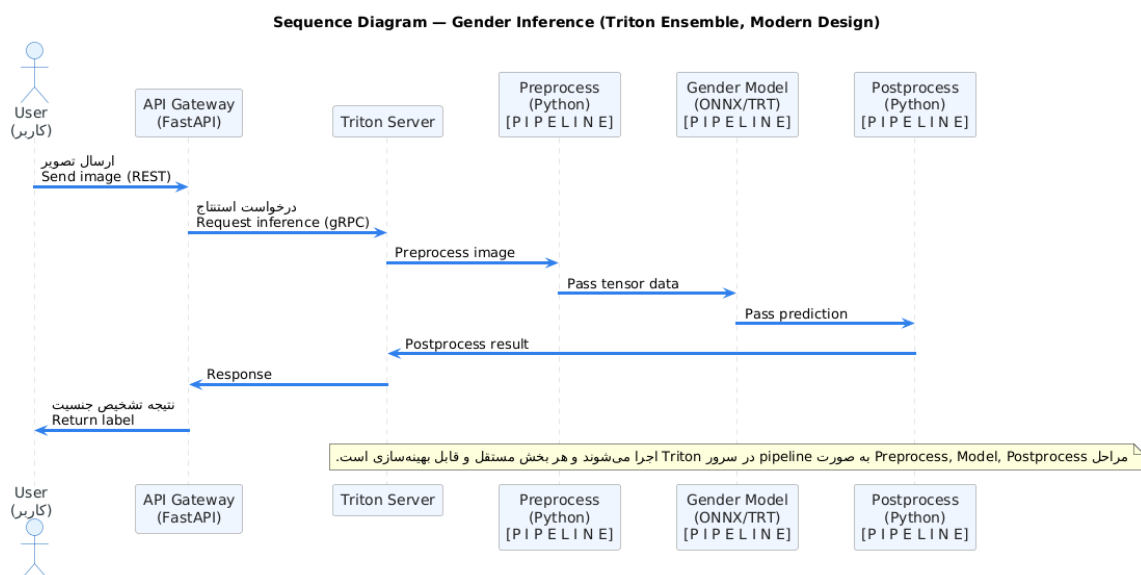 Sequence Diagram — Gender Inference (Triton Ensemble, Modern Design)
User
(کاربر)
API Gateway
(FastAPI)
Triton Server
Preprocess
(Python)
[P I P E L I N E]
Gender Model
(ONNX/TRT)
[P I P E L I N E]
Postprocess
(Python)
[P I P E L I N E]
ارسال تصویر
Send image (REST)
درخواست استنتاج
Request inference (gRPC)
Preprocess image
Pass tensor data
Pass prediction
Postprocess result
Response
نتیجه تشخیص جنسیت
Return label
مراحل Preprocess, Model, Postprocess به صورت pipeline در سرور Triton اجرا می‌شوند و هر بخش مستقل و قابل بهینه‌سازی است.
User
(کاربر)
API Gateway
(FastAPI)
Triton Server
Preprocess
(Python)
[P I P E L I N E]
Gender Model
(ONNX/TRT)
[P I P E L I N E]
Postprocess
(Python)
[P I P E L I N E]